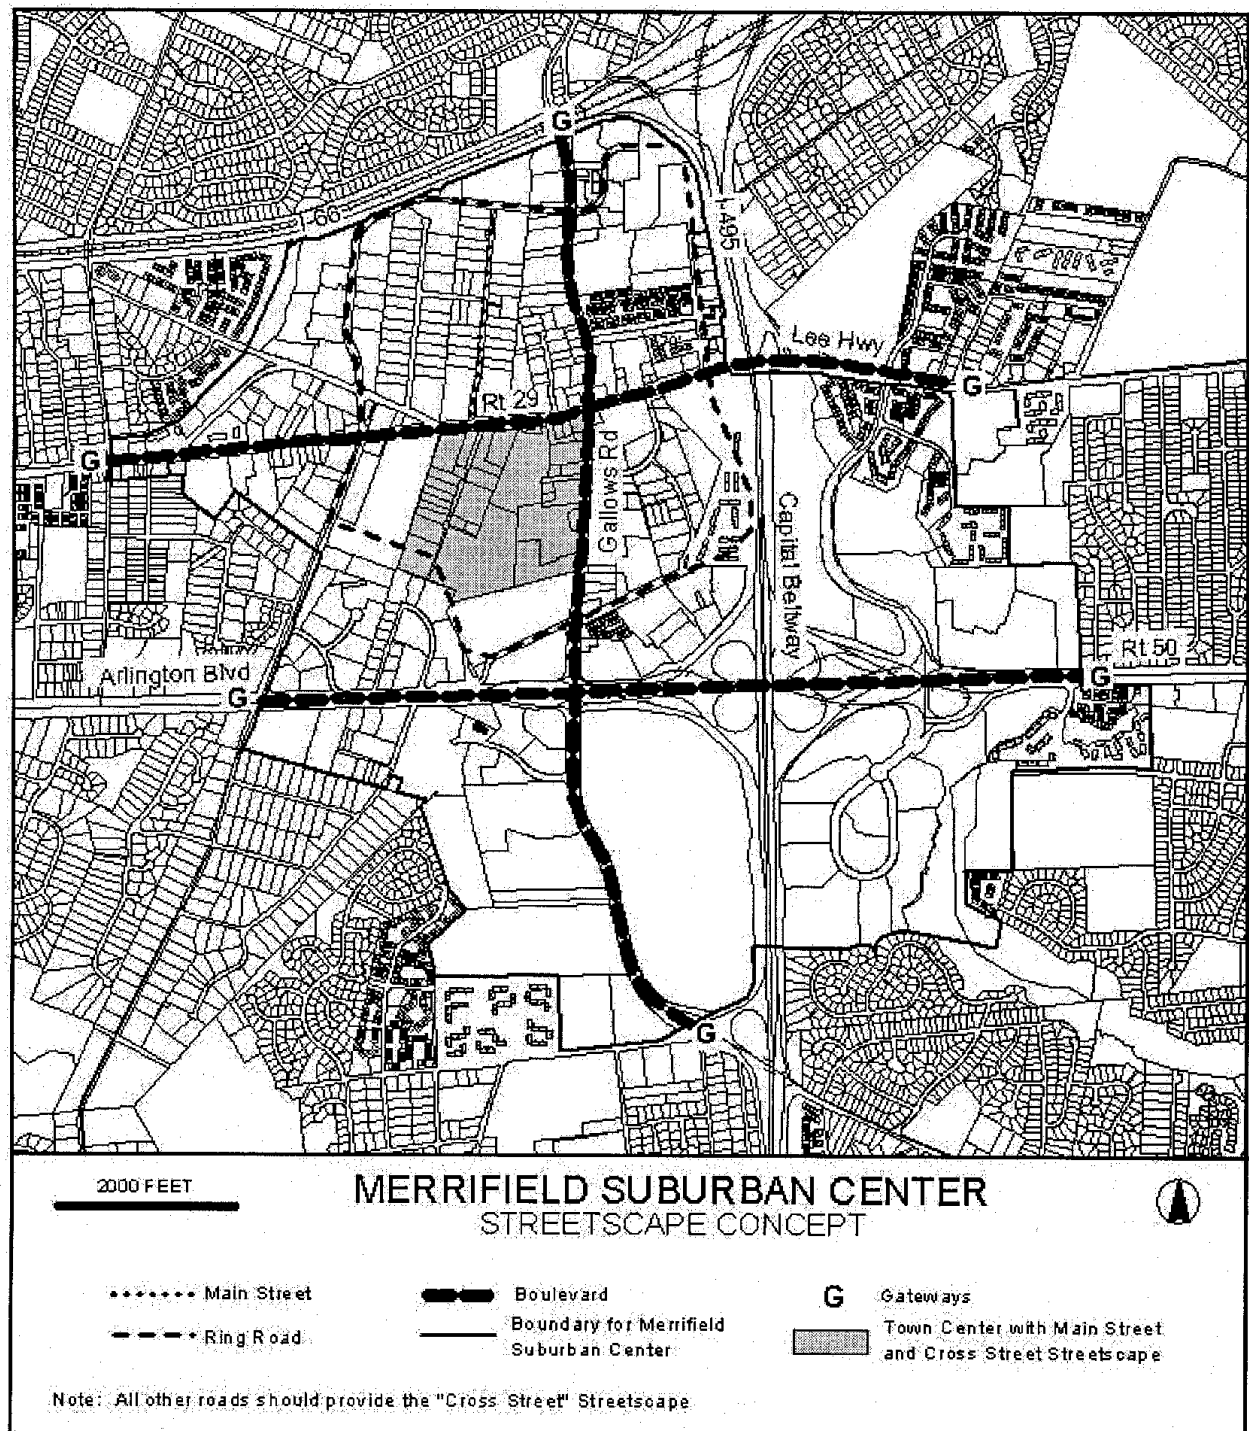 G
I-66
I-495
Lee Hwy
G
Rt 29
G
Gallows Rd
Capital Beltway
Rt 50
Arlington Blvd
G
G
G
2000 FEET
MERRIFIELD SUBURBAN CENTER
STREETSCAPE CONCEPT
Main Street
Boulevard
G Gateways
Ring Road
Boundary for Merrifield
Suburban Center
Town Center with Main Street
and Cross Street Streetscape
Note: All other roads should provide the "Cross Street" Streetscape